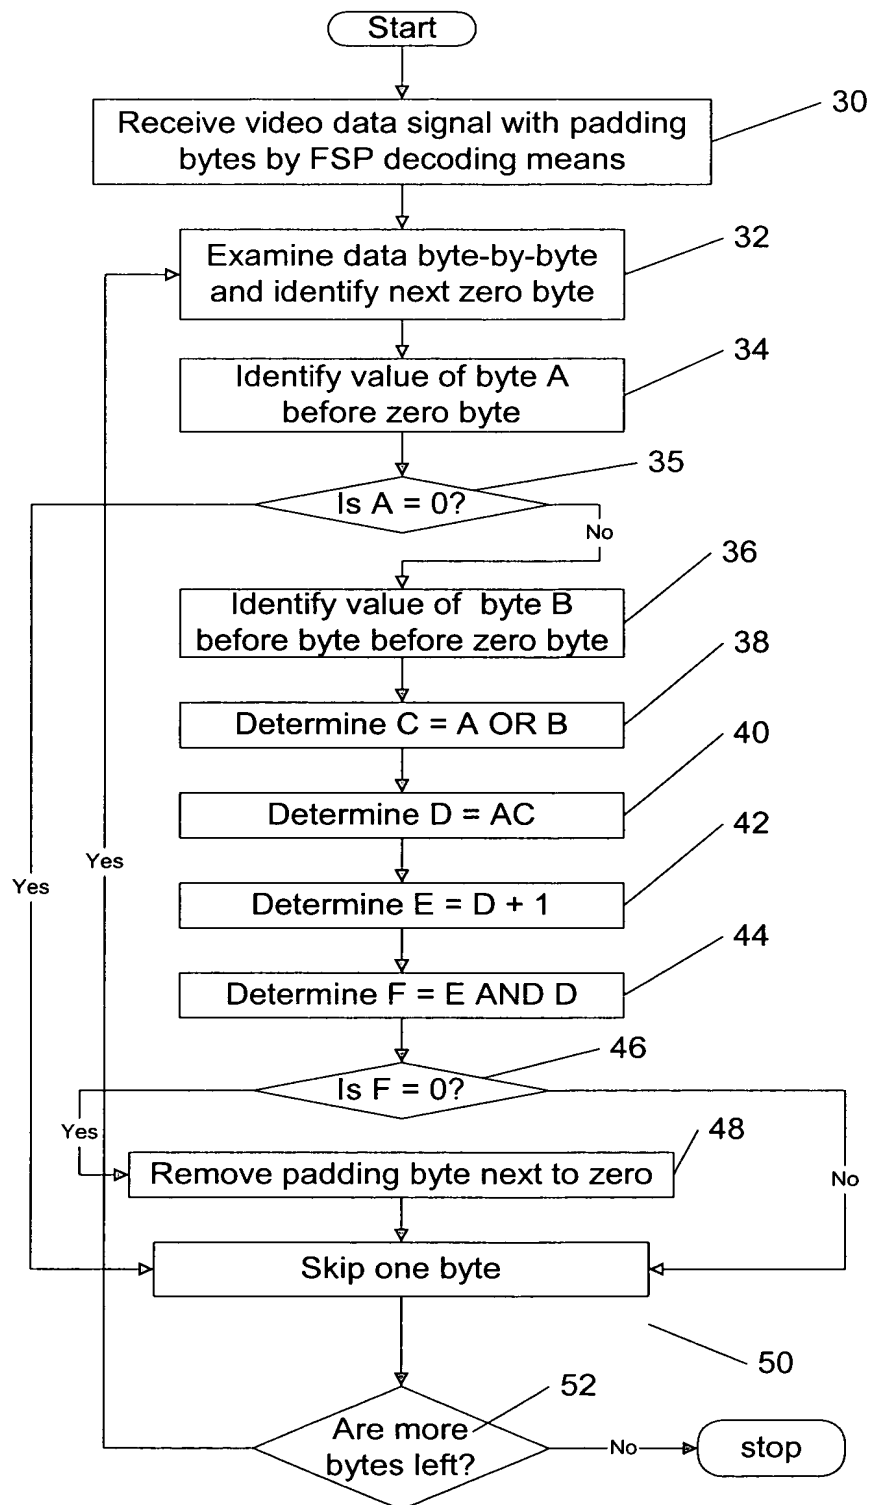 Start
30
Receive video data signal with padding
bytes by FSP decoding means
32
Examine data byte-by-byte
and identify next zero byte
34
Identify value of byte A
before zero byte
35
Is A = 0?
No
36
Identify value of byte B
before byte before zero byte
38
Determine C = A OR B
40
Determine D = AC
42
Yes
Yes
Determine E = D + 1
44
Determine F = E AND D
46
Is F = 0?
Yes
48
Remove padding byte next to zero
No
Skip one byte
50
52
Are more
bytes left?
No
stop